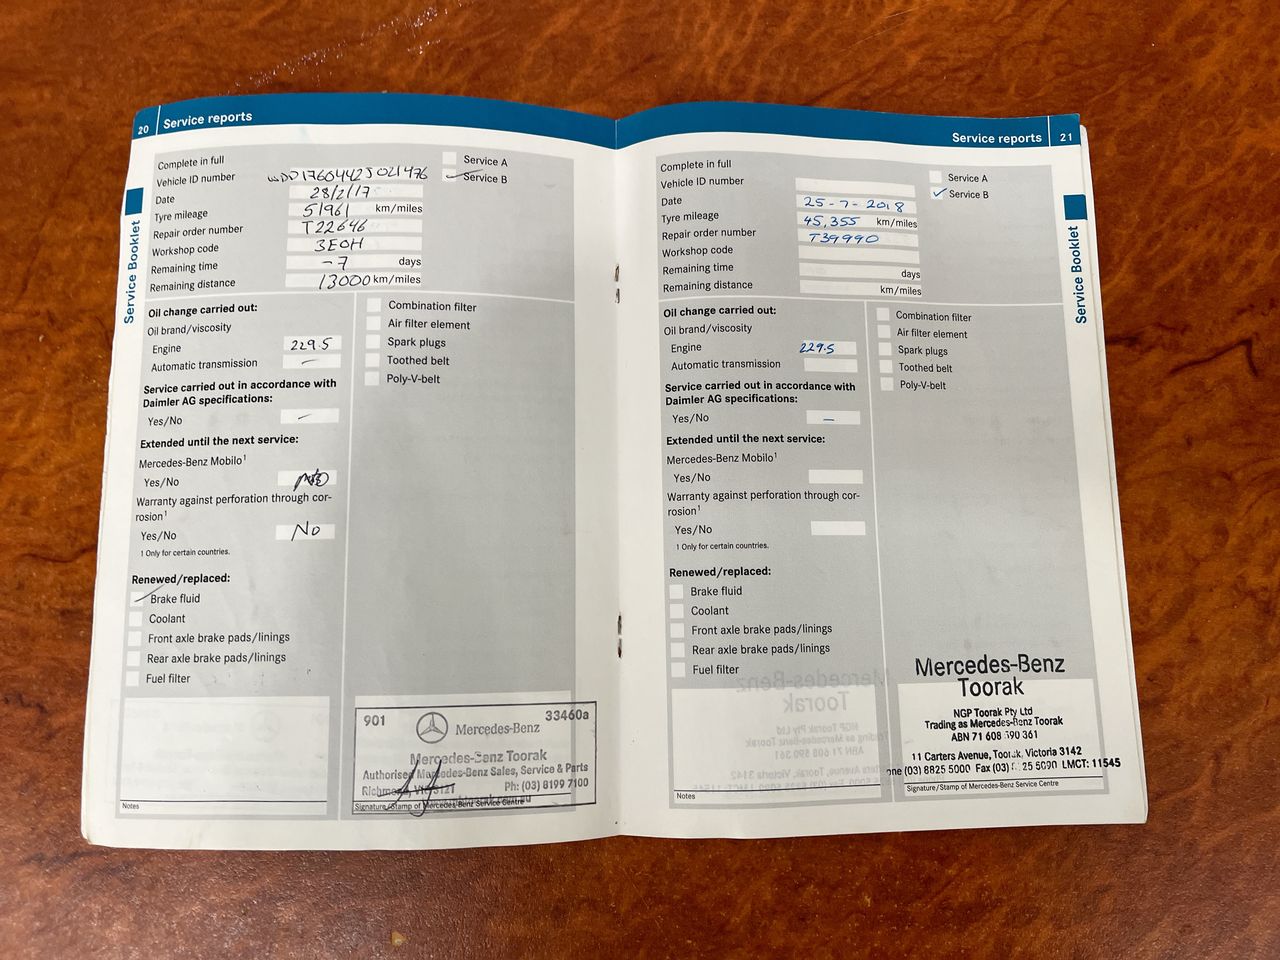 20 Service reports
Complete in full
Vehicle ID number WDD1760442J021476
Date 28/2/17
Tyre mileage 51961 km/miles
Repair order number T22646
Workshop code 3E0H
Remaining time -7 days
Remaining distance 13000 km/miles
Service A
Service B
Service Booklet
Oil change carried out:
Oil brand/viscosity
Engine 229.5
Automatic transmission –
Service carried out in accordance with
Daimler AG specifications:
Yes/No –
Extended until the next service:
Mercedes-Benz Mobilo1
Yes/No
Warranty against perforation through cor-
rosion1
Yes/No No
1 Only for certain countries.
Combination filter
Air filter element
Spark plugs
Toothed belt
Poly-V-belt
Renewed/replaced:
Brake fluid
Coolant
Front axle brake pads/linings
Rear axle brake pads/linings
Fuel filter
Notes
901 Mercedes-Benz 33460a
Mercedes-Benz Toorak
Authorised Mercedes-Benz Sales, Service & Parts
Richmond, VIC 3121 Ph: (03) 8199 7100
Signature/Stamp of Mercedes-Benz Service Centre
Service reports 21
Complete in full
Vehicle ID number
Date 25-7-2018
Tyre mileage 45,355 km/miles
Repair order number T39990
Workshop code
Remaining time days
Remaining distance km/miles
Service A
Service B
Service Booklet
Oil change carried out:
Oil brand/viscosity
Engine 229.5
Automatic transmission
Service carried out in accordance with
Daimler AG specifications:
Yes/No –
Extended until the next service:
Mercedes-Benz Mobilo1
Yes/No
Warranty against perforation through cor-
rosion1
Yes/No
1 Only for certain countries.
Combination filter
Air filter element
Spark plugs
Toothed belt
Poly-V-belt
Renewed/replaced:
Brake fluid
Coolant
Front axle brake pads/linings
Rear axle brake pads/linings
Fuel filter
Notes
Mercedes-Benz
Toorak
NGP Toorak Pty Ltd
Trading as Mercedes-Benz Toorak
ABN 71 608 590 361
11 Carters Avenue, Toorak, Victoria 3142
(03) 8825 5000 Fax (03) 25 5090 LMCT: 11545
Signature/Stamp of Mercedes-Benz Service Centre